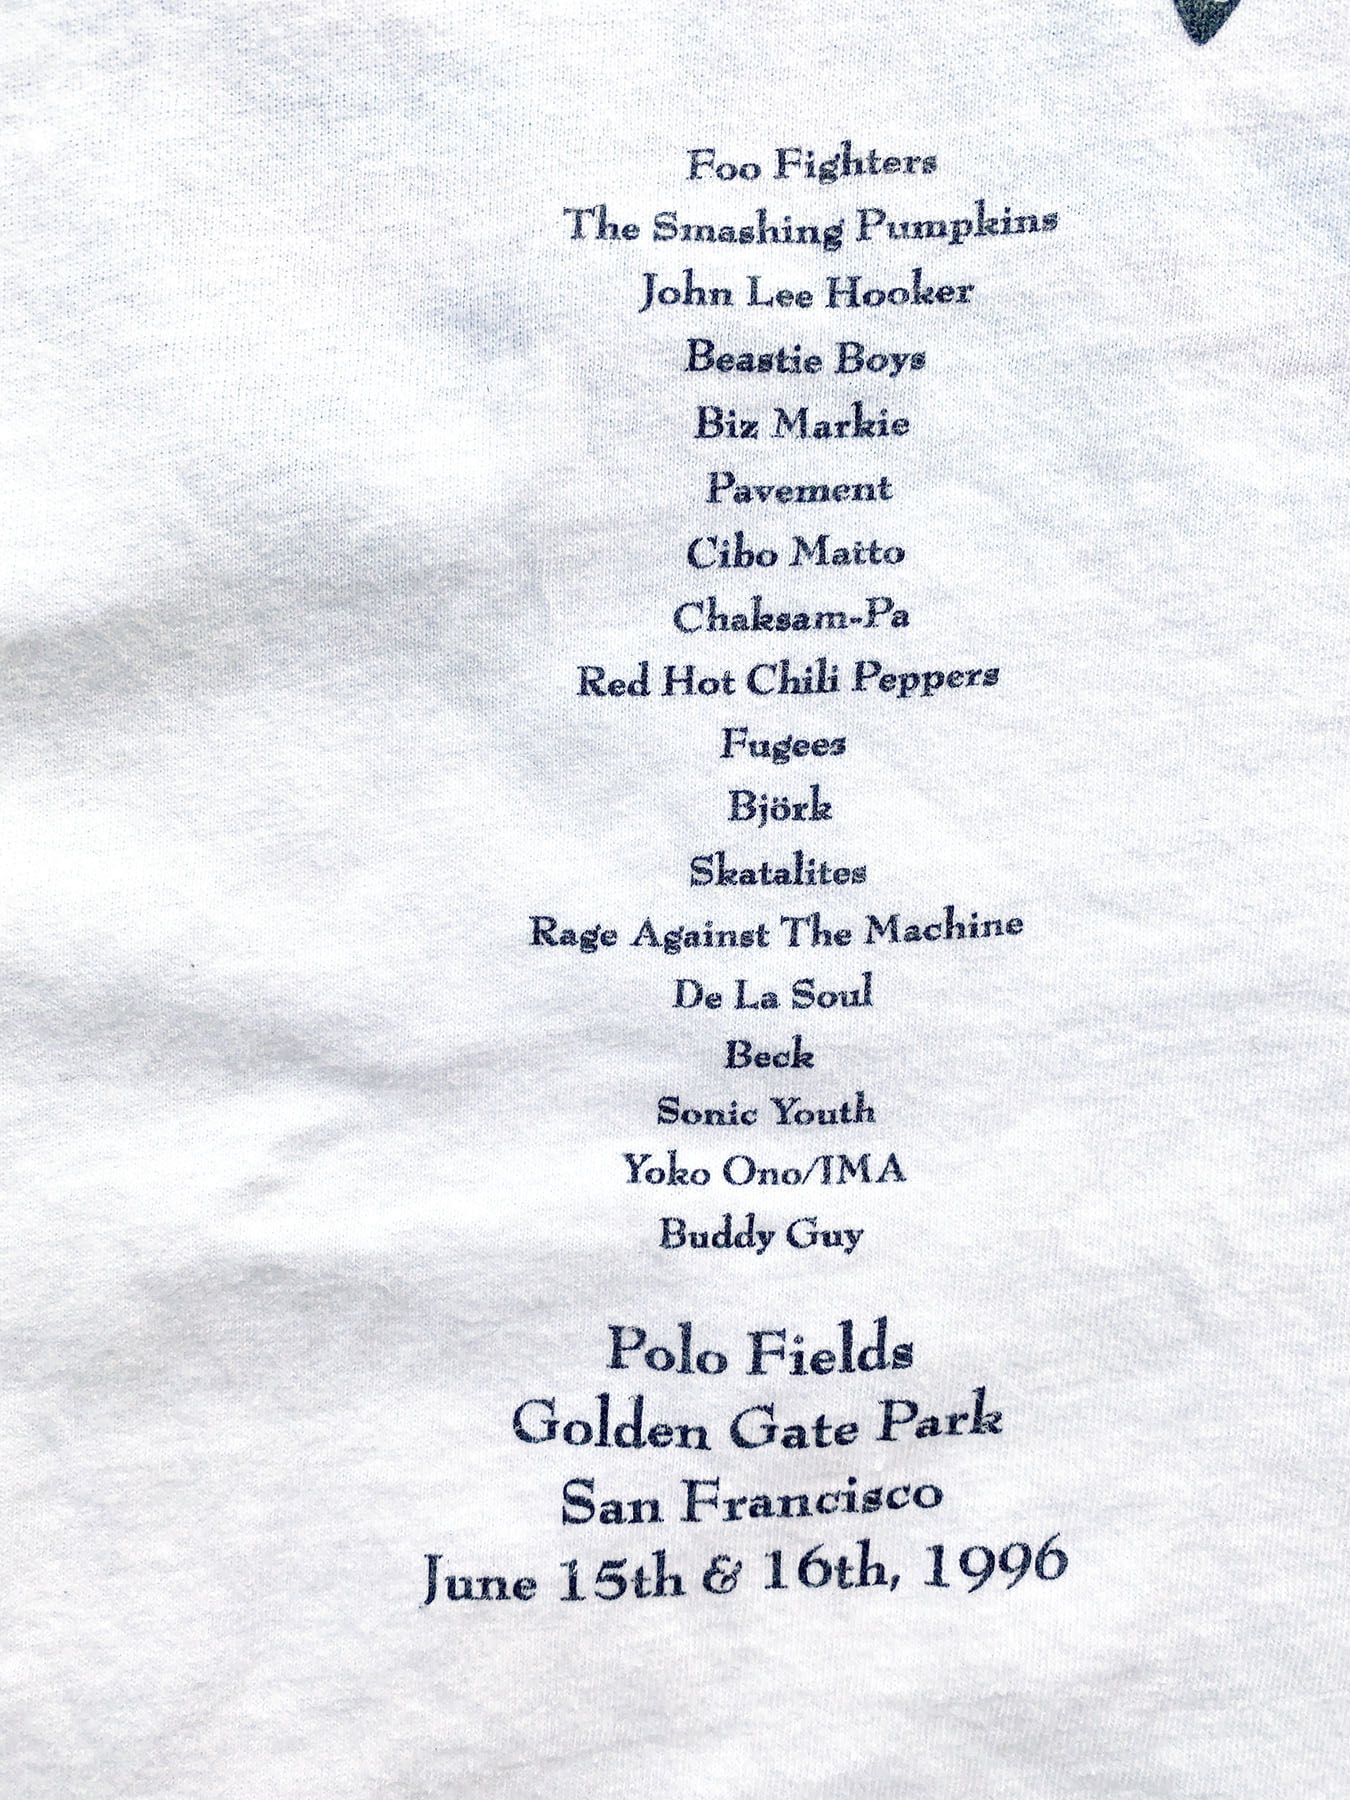 Foo Fighters
The Smashing Pumpkins
John Lee Hooker
Beastie Boys
Biz Markie
Pavement
Cibo Matto
Chaksam-Pa
Red Hot Chili Peppers
Fugees
Björk
Skatalites
Rage Against The Machine
De La Soul
Beck
Sonic Youth
Yoko Ono/IMA
Buddy Guy
Polo Fields
Golden Gate Park
San Francisco
June 15th & 16th, 1996